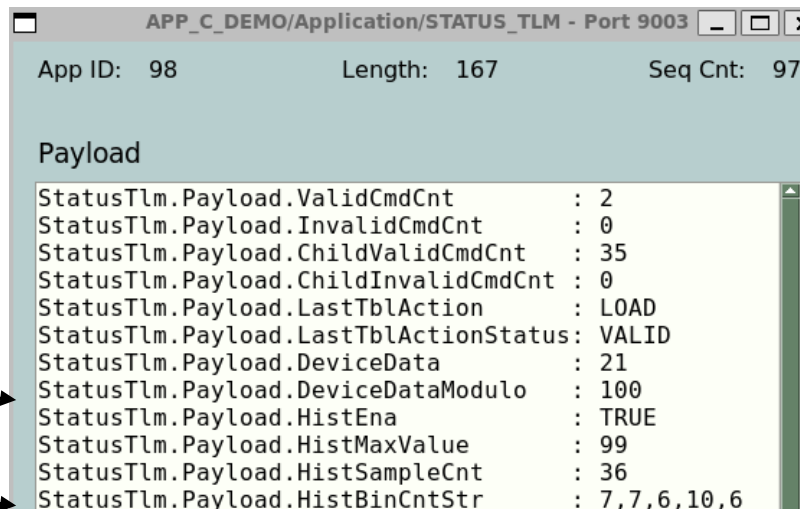 APP_C_DEMO/Application/STATUS_TLM - Port 9003
App ID: 98 Length: 167 Seq Cnt: 97
Payload
StatusTlm.Payload.ValidCmdCnt : 2
StatusTlm.Payload.InvalidCmdCnt : 0
StatusTlm.Payload.ChildValidCmdCnt : 35
StatusTlm.Payload.ChildInvalidCmdCnt : 0
StatusTlm.Payload.LastTblAction : LOAD
StatusTlm.Payload.LastTblActionStatus: VALID
StatusTlm.Payload.DeviceData : 21
StatusTlm.Payload.DeviceDataModulo : 100
StatusTlm.Payload.HistEna : TRUE
StatusTlm.Payload.HistMaxValue : 99
StatusTlm.Payload.HistSampleCnt : 36
StatusTlm.Payload.HistBinCntStr : 7,7,6,10,6